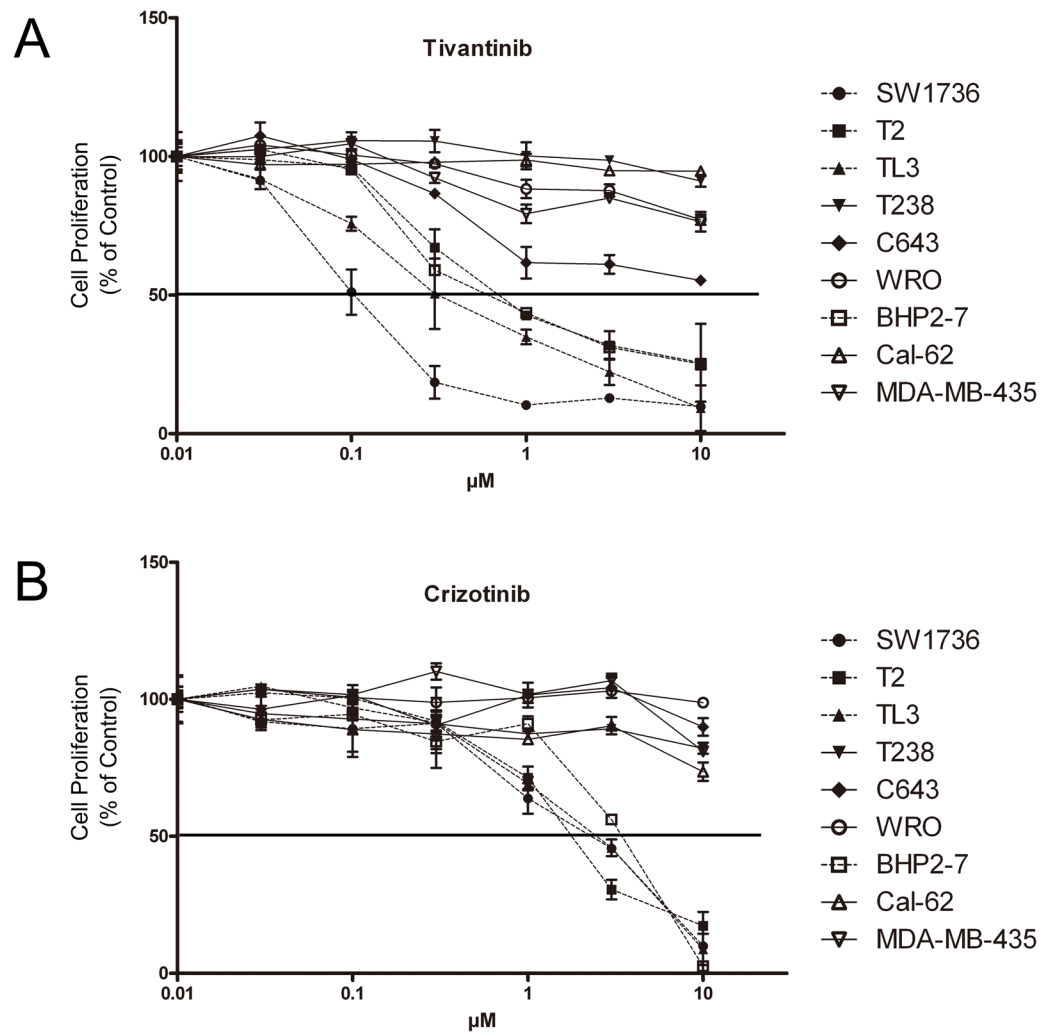 A
Tivantinib
Cell Proliferation
(% of Control)
150
100
50
0
0.01
0.1
1
10
µM
SW1736
T2
TL3
T238
C643
WRO
BHP2-7
Cal-62
MDA-MB-435
B
Crizotinib
Cell Proliferation
(% of Control)
150
100
50
0
0.01
0.1
1
10
µM
SW1736
T2
TL3
T238
C643
WRO
BHP2-7
Cal-62
MDA-MB-435